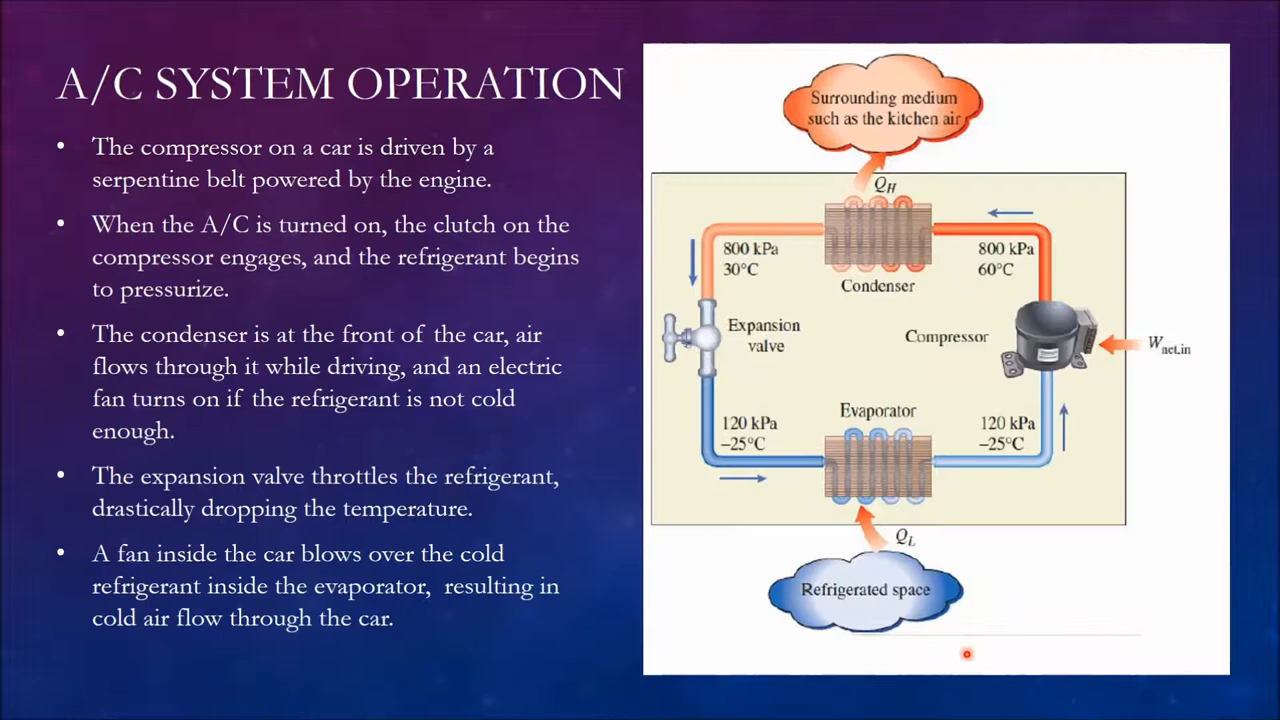 A/C SYSTEM OPERATION
• The compressor on a car is driven by a
serpentine belt powered by the engine.
• When the A/C is turned on, the clutch on the
compressor engages, and the refrigerant begins
to pressurize.
• The condenser is at the front of the car, air
flows through it while driving, and an electric
fan turns on if the refrigerant is not cold
enough.
• The expansion valve throttles the refrigerant,
drastically dropping the temperature.
• A fan inside the car blows over the cold
refrigerant inside the evaporator, resulting in
cold air flow through the car.
Surrounding medium
such as the kitchen air
QH
800 kPa
30°C
Condenser
800 kPa
60°C
Expansion
valve
Compressor
Wnet,in
120 kPa
–25°C
Evaporator
120 kPa
–25°C
QL
Refrigerated space